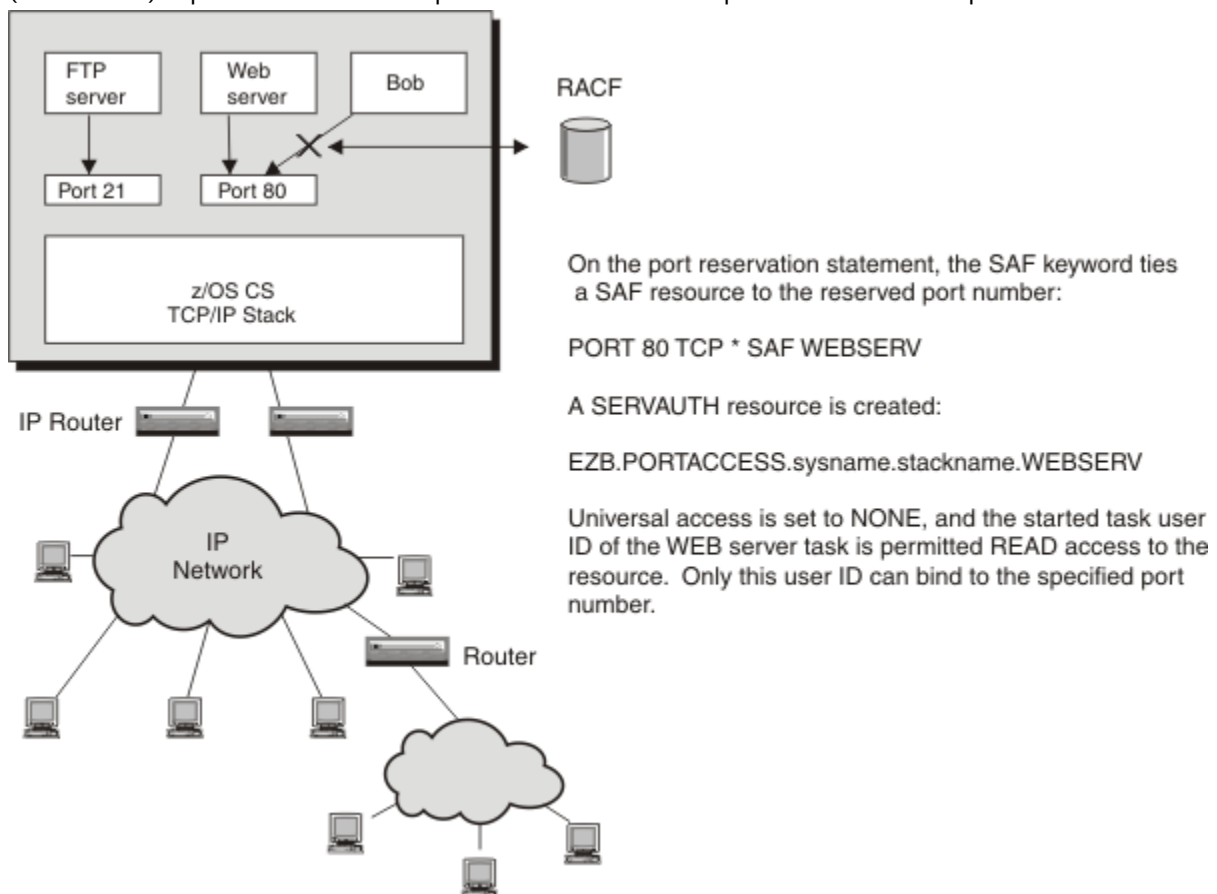 FTP
server
Web
server
Bob
RACF
Port 21
Port 80
z/OS CS
TCP/IP Stack
On the port reservation statement, the SAF keyword ties
a SAF resource to the reserved port number:
PORT 80 TCP * SAF WEBSERV
A SERVAUTH resource is created:
EZB.PORTACCESS.sysname.stackname.WEBSERV
Universal access is set to NONE, and the started task user
ID of the WEB server task is permitted READ access to the
resource. Only this user ID can bind to the specified port
number.
IP Router
IP
Network
Router